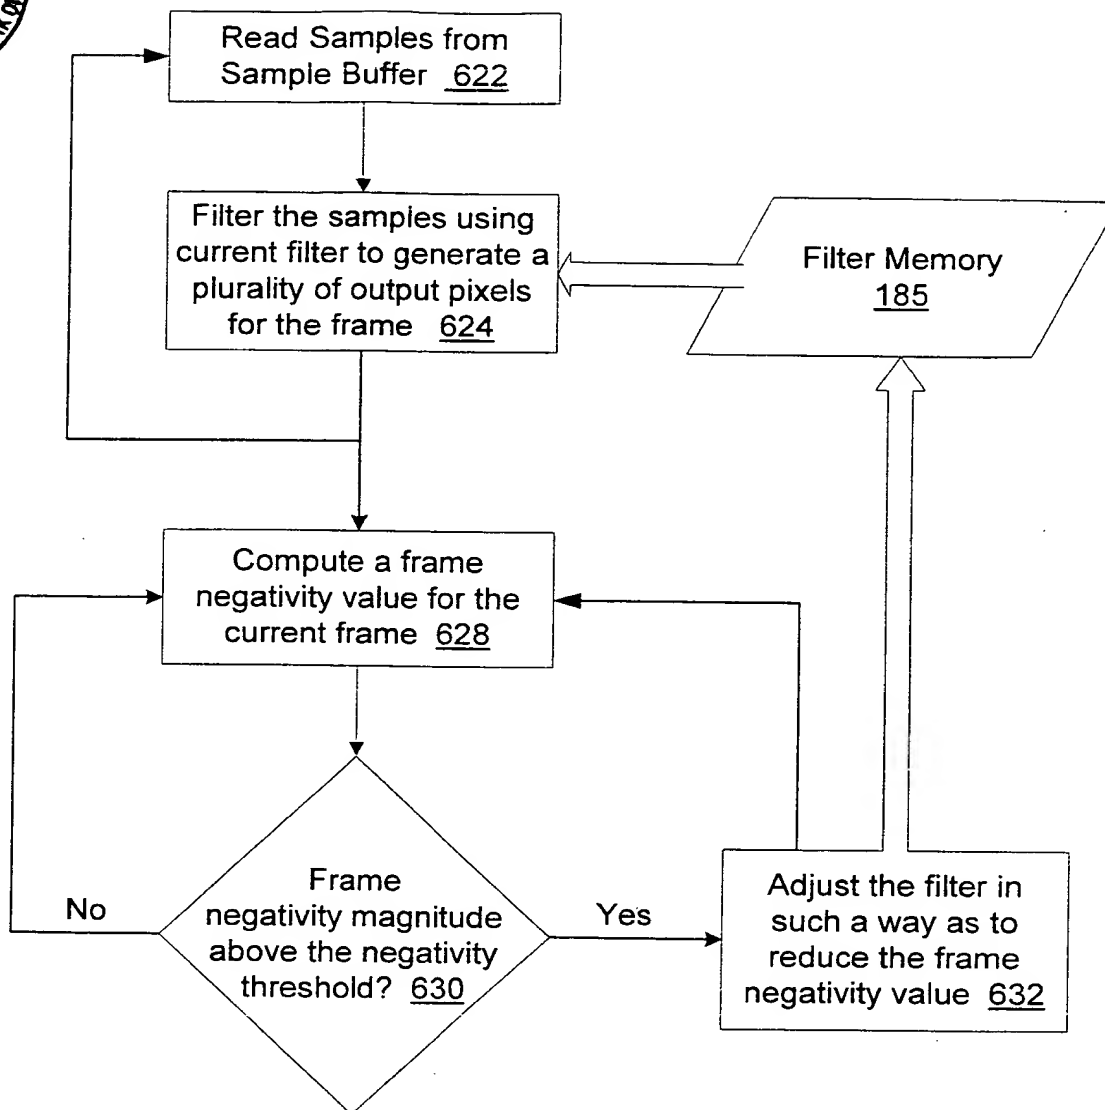 Read Samples from
Sample Buffer 622
Filter the samples using
current filter to generate a
plurality of output pixels
for the frame 624
Filter Memory
185
Compute a frame
negativity value for the
current frame 628
Frame
negativity magnitude
above the negativity
threshold? 630
No
Yes
Adjust the filter in
such a way as to
reduce the frame
negativity value 632